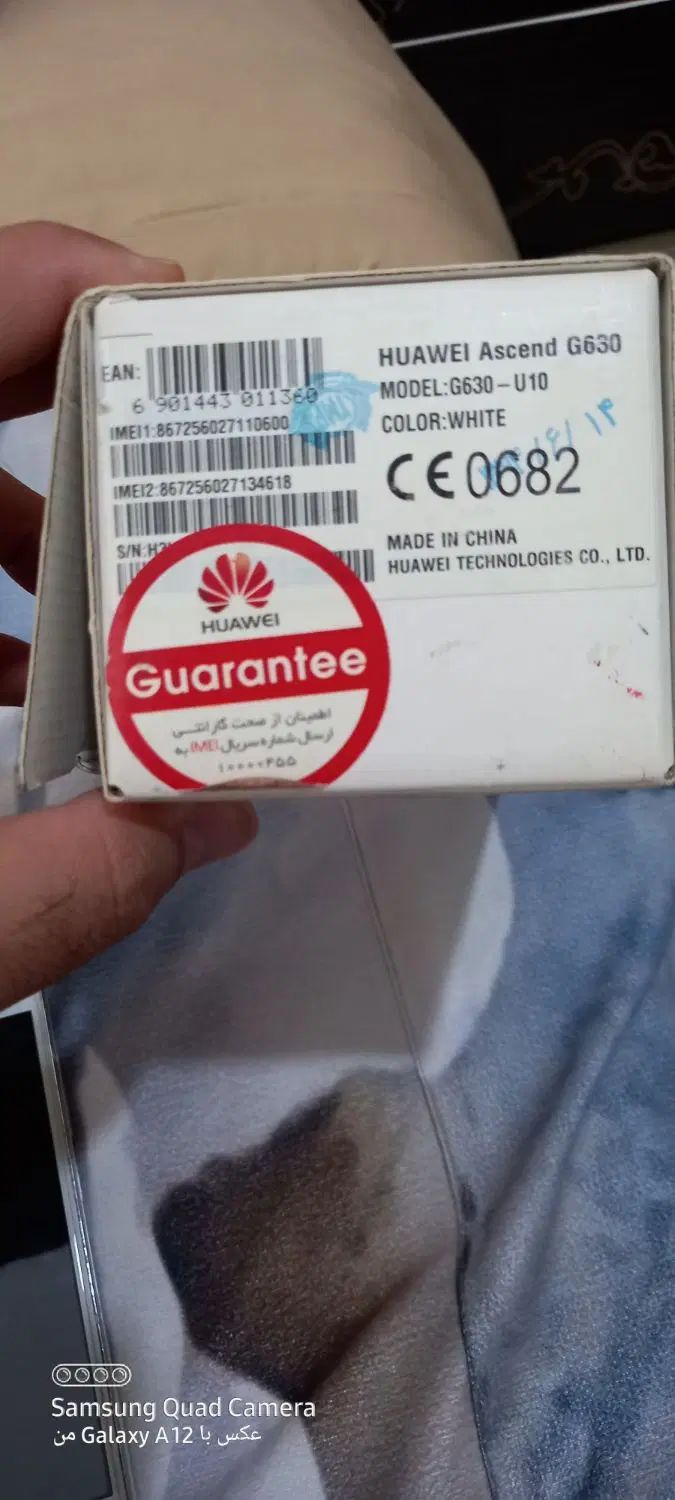 EAN:
6 901443 011360
IMEI1:867256027110600
IMEI2:867256027134618
S/N:
HUAWEI Ascend G630
MODEL:G630-U10
COLOR:WHITE
CE0682
MADE IN CHINA
HUAWEI TECHNOLOGIES CO., LTD.
HUAWEI
Guarantee
اطمینان از صحت گارانتی
ارسال شماره سریال IMEI به
۱۰۰۰۰۴۵۵
Samsung Quad Camera
عکس با Galaxy A12 من